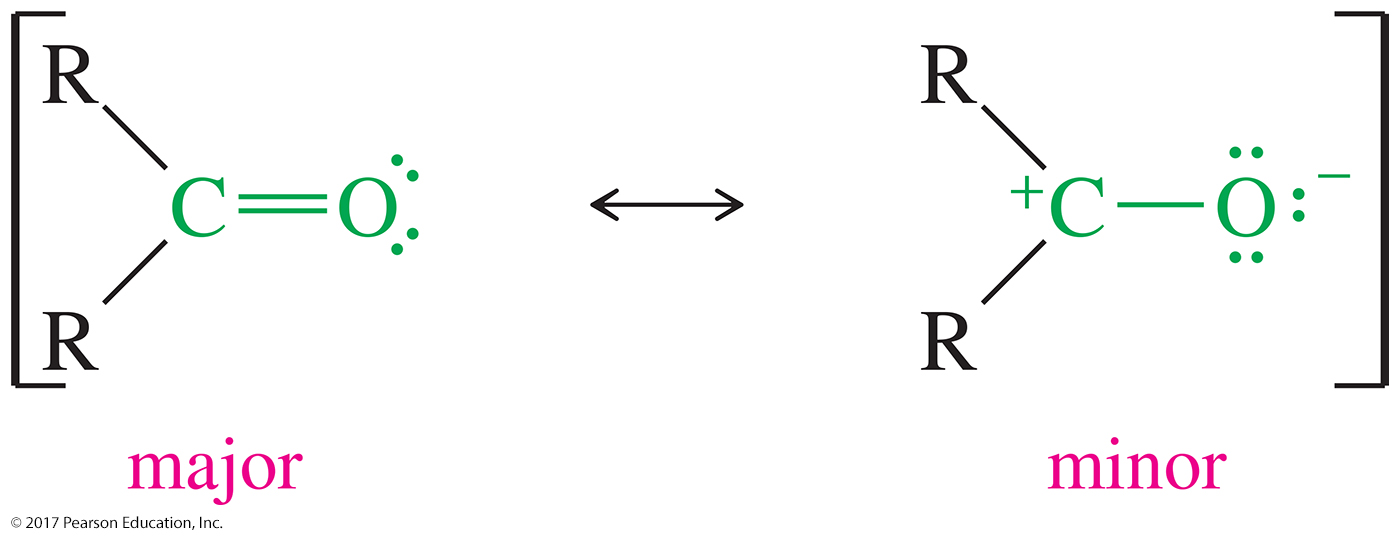 R R
C=O ⟷ +C—O −
R R
major minor
© 2017 Pearson Education, Inc.